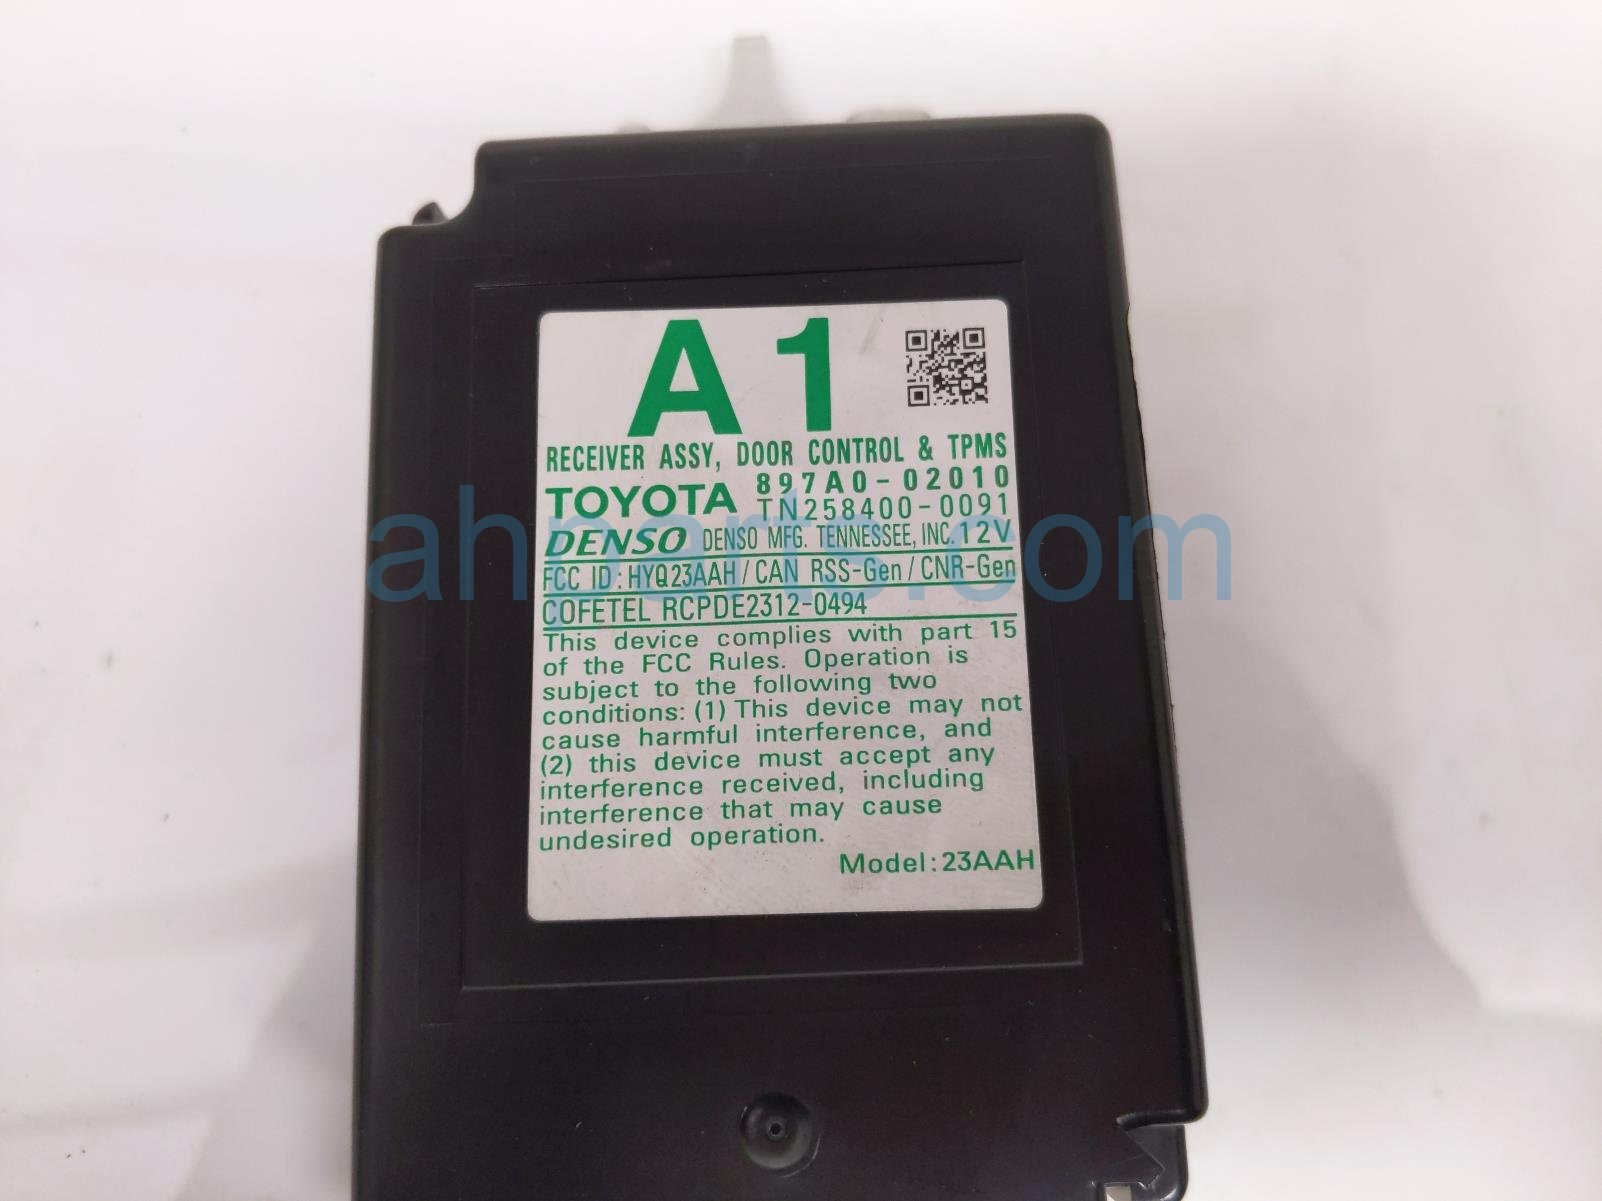 A1
RECEIVER ASSY, DOOR CONTROL & TPMS
TOYOTA 897A0-02010
TN258400-0091
DENSO DENSO MFG. TENNESSEE, INC. 12V
FCC ID : HYQ23AAH / CAN RSS-Gen / CNR-Gen
COFETEL RCPDE2312-0494
This device complies with part 15
of the FCC Rules. Operation is
subject to the following two
conditions: (1) This device may not
cause harmful interference, and
(2) this device must accept any
interference received, including
interference that may cause
undesired operation.
Model: 23AAH
ahparts.com